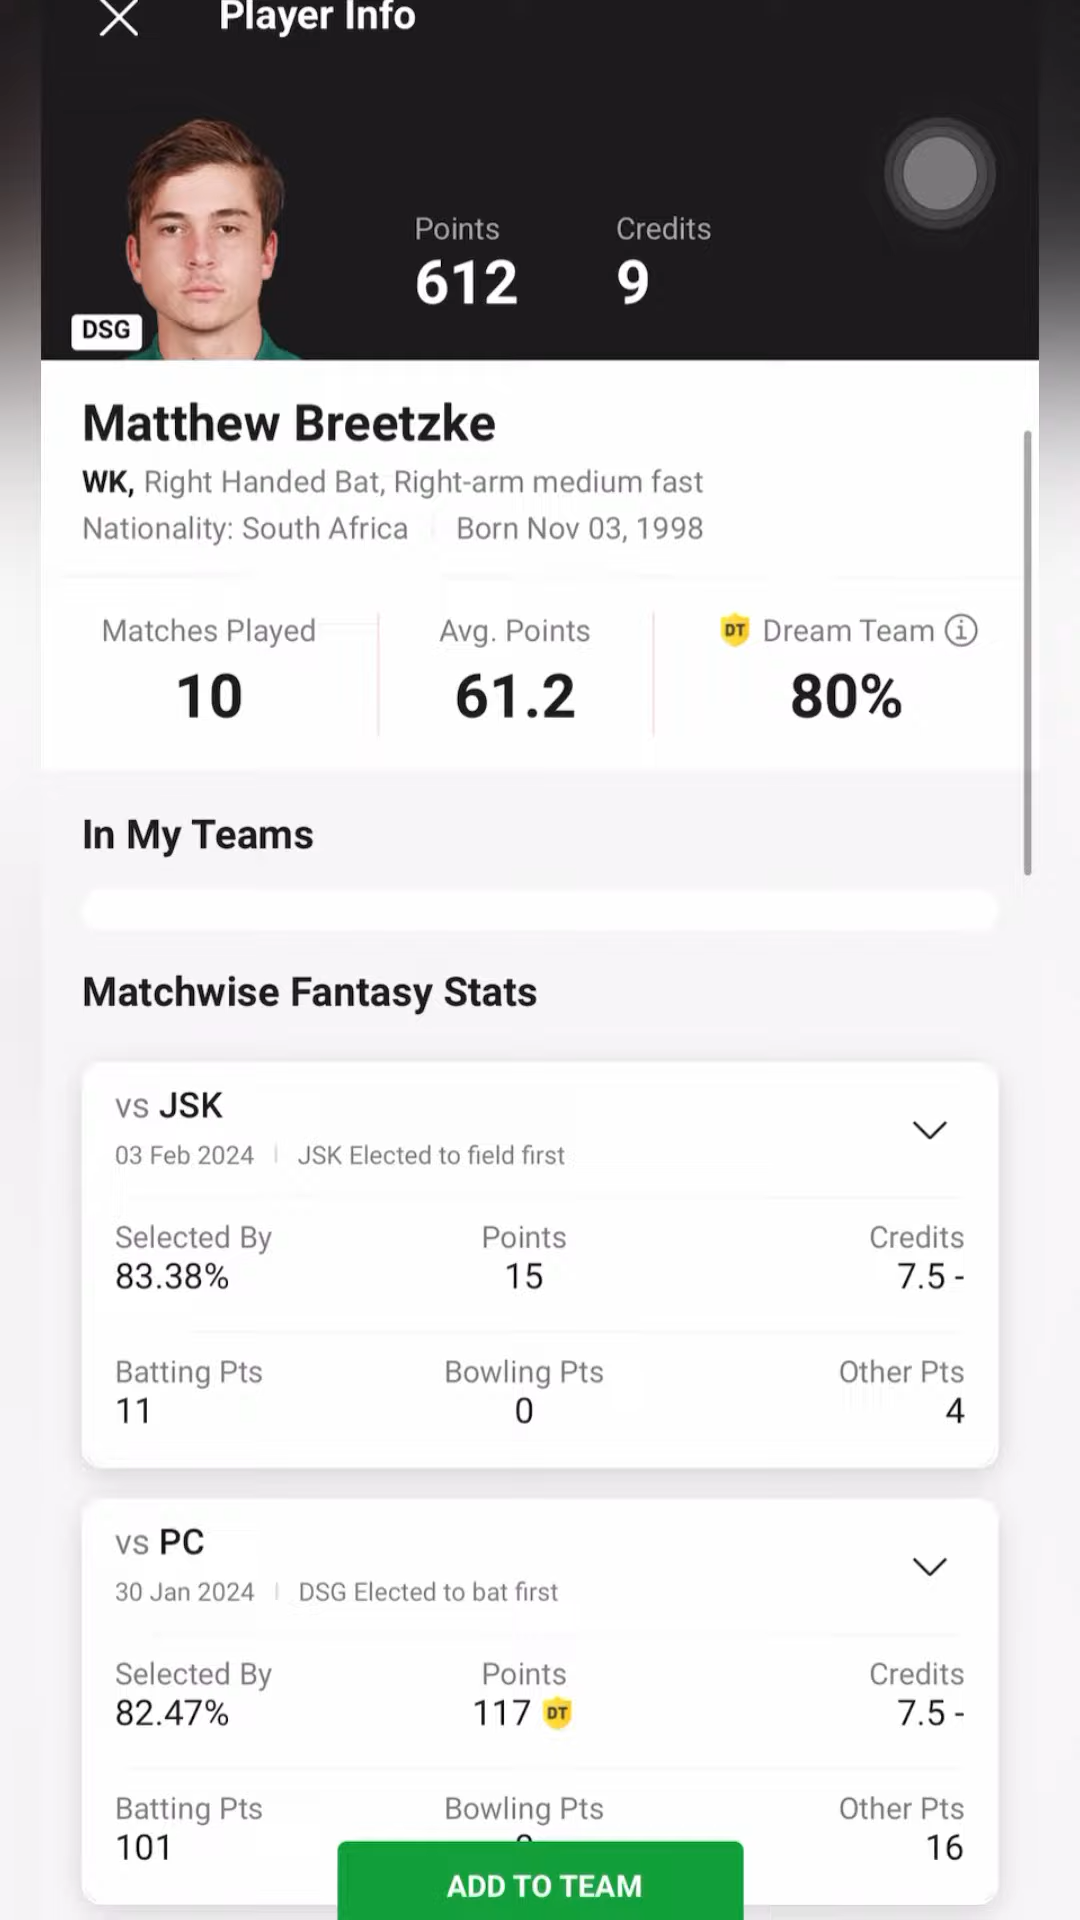 Player Info
Points
Credits
612
9
DSG
Matthew Breetzke
WK, Right Handed Bat, Right-arm medium fast
Nationality: South Africa
Born Nov 03, 1998
Matches Played
Avg. Points
DT Dream Team
10
61.2
80%
In My Teams
Matchwise Fantasy Stats
vs JSK
03 Feb 2024
JSK Elected to field first
Selected By
Points
Credits
83.38%
15
7.5 -
Batting Pts
Bowling Pts
Other Pts
11
0
4
vs PC
30 Jan 2024
DSG Elected to bat first
Selected By
Points
Credits
82.47%
117 DT
7.5 -
Batting Pts
Bowling Pts
Other Pts
101
16
ADD TO TEAM